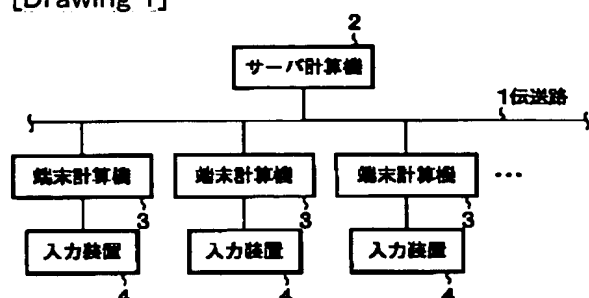 [Drawing 1]
2
サーバ計算機
1伝送路
端末計算機 端末計算機 端末計算機 …
3 3 3
入力装置 入力装置 入力装置
4 4 4